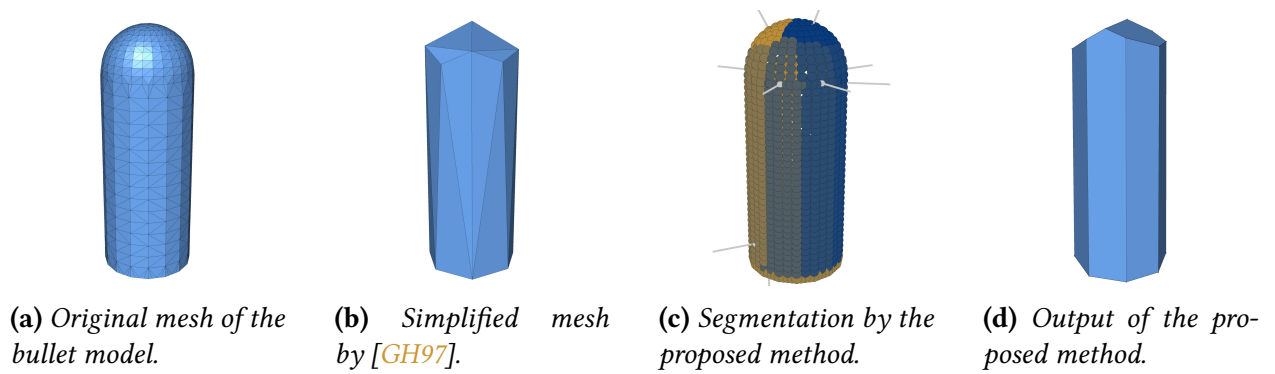 (a) Original mesh of the
bullet model.
(b) Simplified mesh
by [GH97].
(c) Segmentation by the
proposed method.
(d) Output of the pro-
posed method.